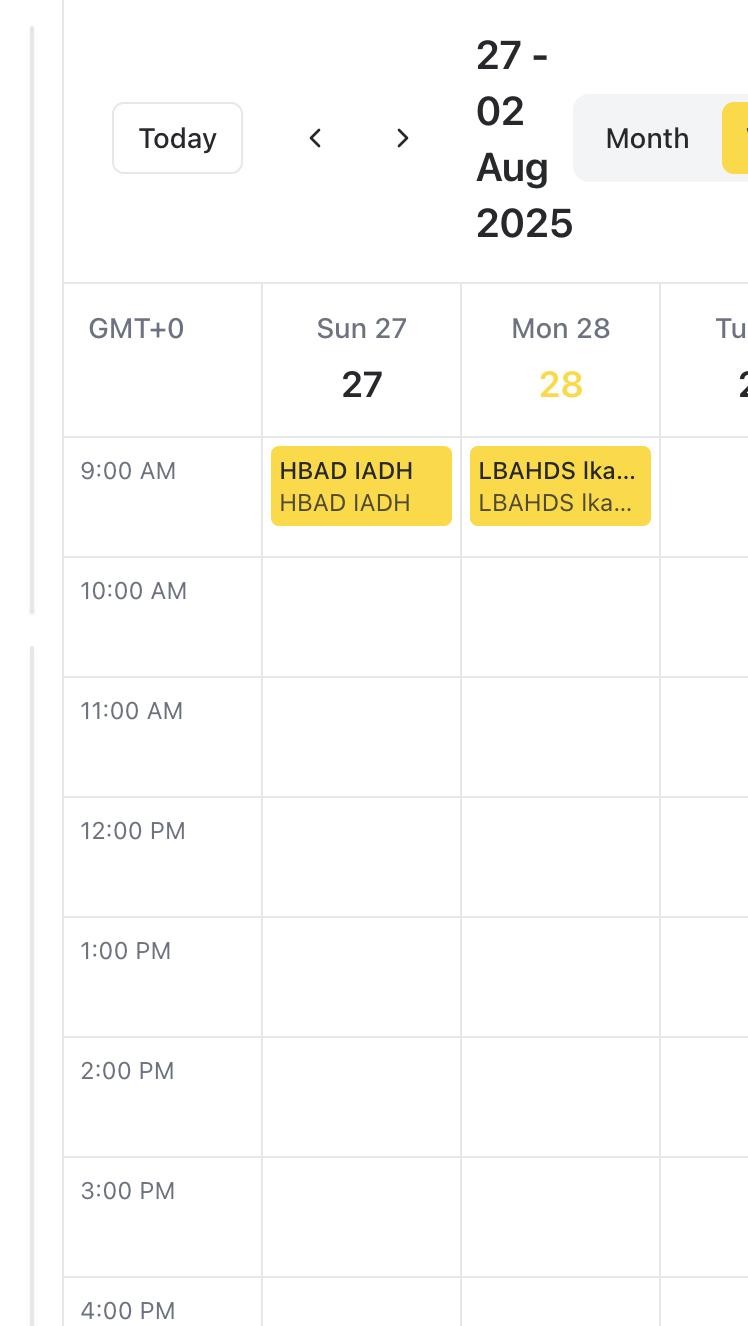 27 -
02
Aug
2025
Today
Month
GMT+0
Sun 27
Mon 28
27
28
9:00 AM
HBAD IADH
LBAHDS lka...
HBAD IADH
LBAHDS lka...
10:00 AM
11:00 AM
12:00 PM
1:00 PM
2:00 PM
3:00 PM
4:00 PM